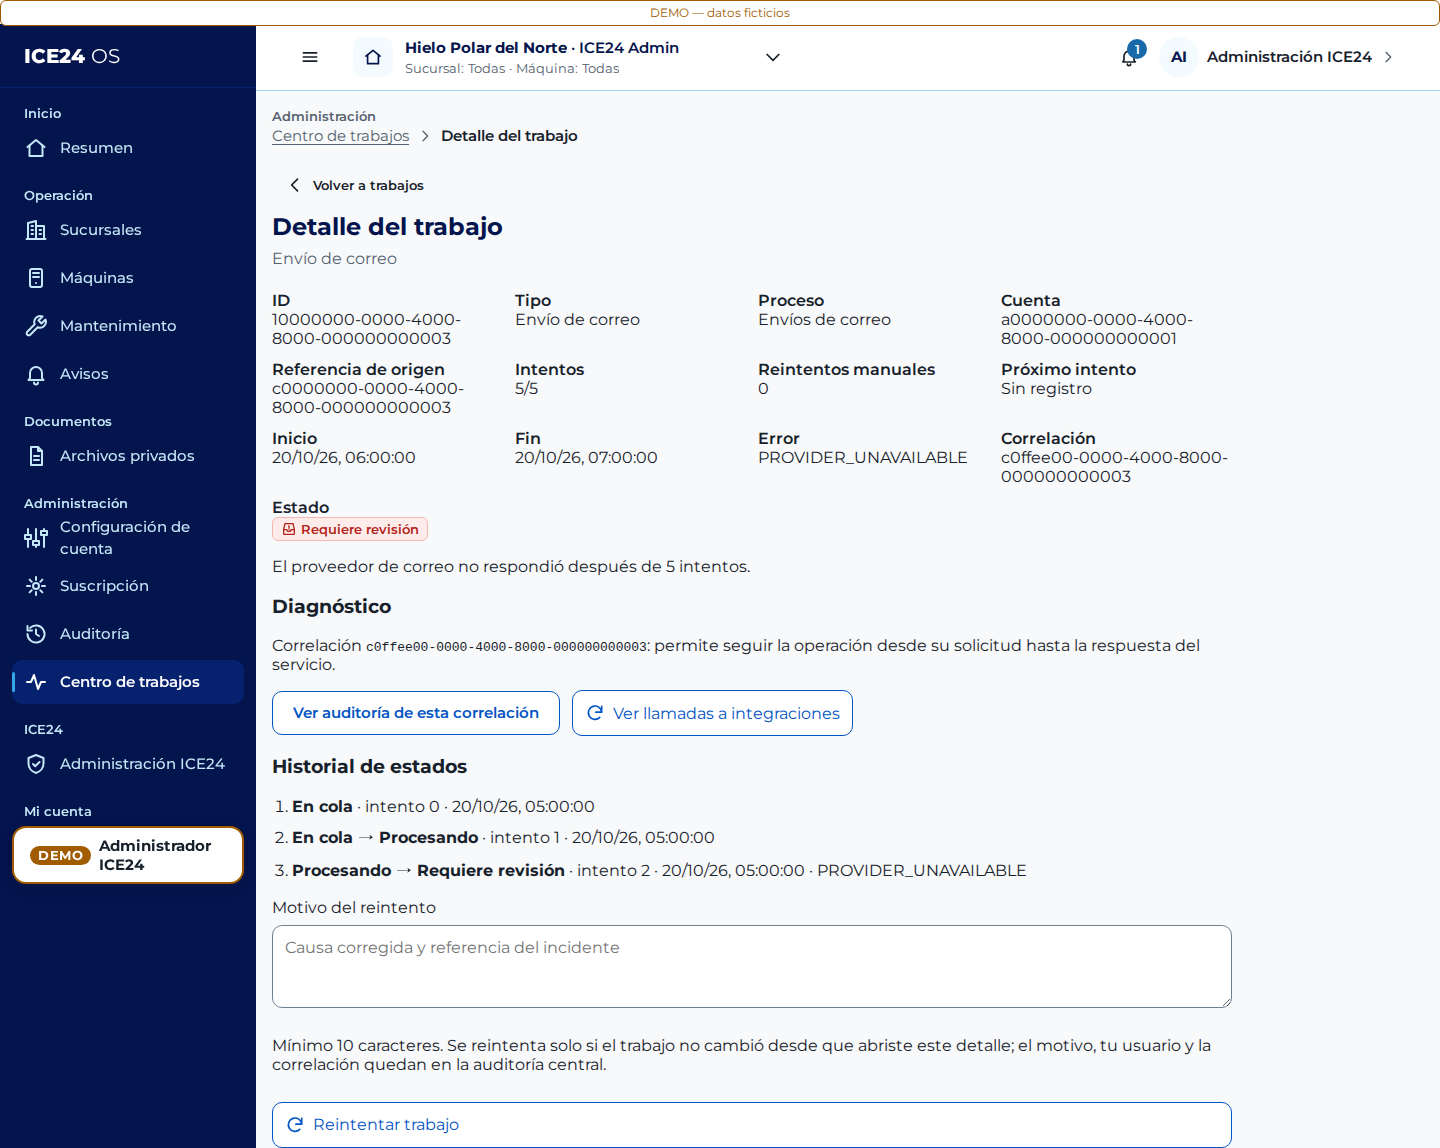 DEMO — datos ficticios
ICE24 OS
Inicio
Resumen
Operación
Sucursales
Máquinas
Mantenimiento
Avisos
Documentos
Archivos privados
Administración
Configuración de
cuenta
Suscripción
Auditoría
Centro de trabajos
ICE24
Administración ICE24
Mi cuenta
DEMO
Administrador
ICE24
Hielo Polar del Norte · ICE24 Admin
Sucursal: Todas · Máquina: Todas
1
AI
Administración ICE24
Administración
Centro de trabajos > Detalle del trabajo
Volver a trabajos
Detalle del trabajo
Envío de correo
ID
10000000-0000-4000-
8000-000000000003
Tipo
Envío de correo
Proceso
Envíos de correo
Cuenta
a0000000-0000-4000-
8000-000000000001
Referencia de origen
c0000000-0000-4000-
8000-000000000003
Intentos
5/5
Reintentos manuales
0
Próximo intento
Sin registro
Inicio
20/10/26, 06:00:00
Fin
20/10/26, 07:00:00
Error
PROVIDER_UNAVAILABLE
Correlación
c0ffee00-0000-4000-8000-
000000000003
Estado
Requiere revisión
El proveedor de correo no respondió después de 5 intentos.
Diagnóstico
Correlación c0ffee00-0000-4000-8000-000000000003: permite seguir la operación desde su solicitud hasta la respuesta del
servicio.
Ver auditoría de esta correlación
Ver llamadas a integraciones
Historial de estados
1. En cola · intento 0 · 20/10/26, 05:00:00
2. En cola → Procesando · intento 1 · 20/10/26, 05:00:00
3. Procesando → Requiere revisión · intento 2 · 20/10/26, 05:00:00 · PROVIDER_UNAVAILABLE
Motivo del reintento
Causa corregida y referencia del incidente
Mínimo 10 caracteres. Se reintenta solo si el trabajo no cambió desde que abriste este detalle; el motivo, tu usuario y la
correlación quedan en la auditoría central.
Reintentar trabajo